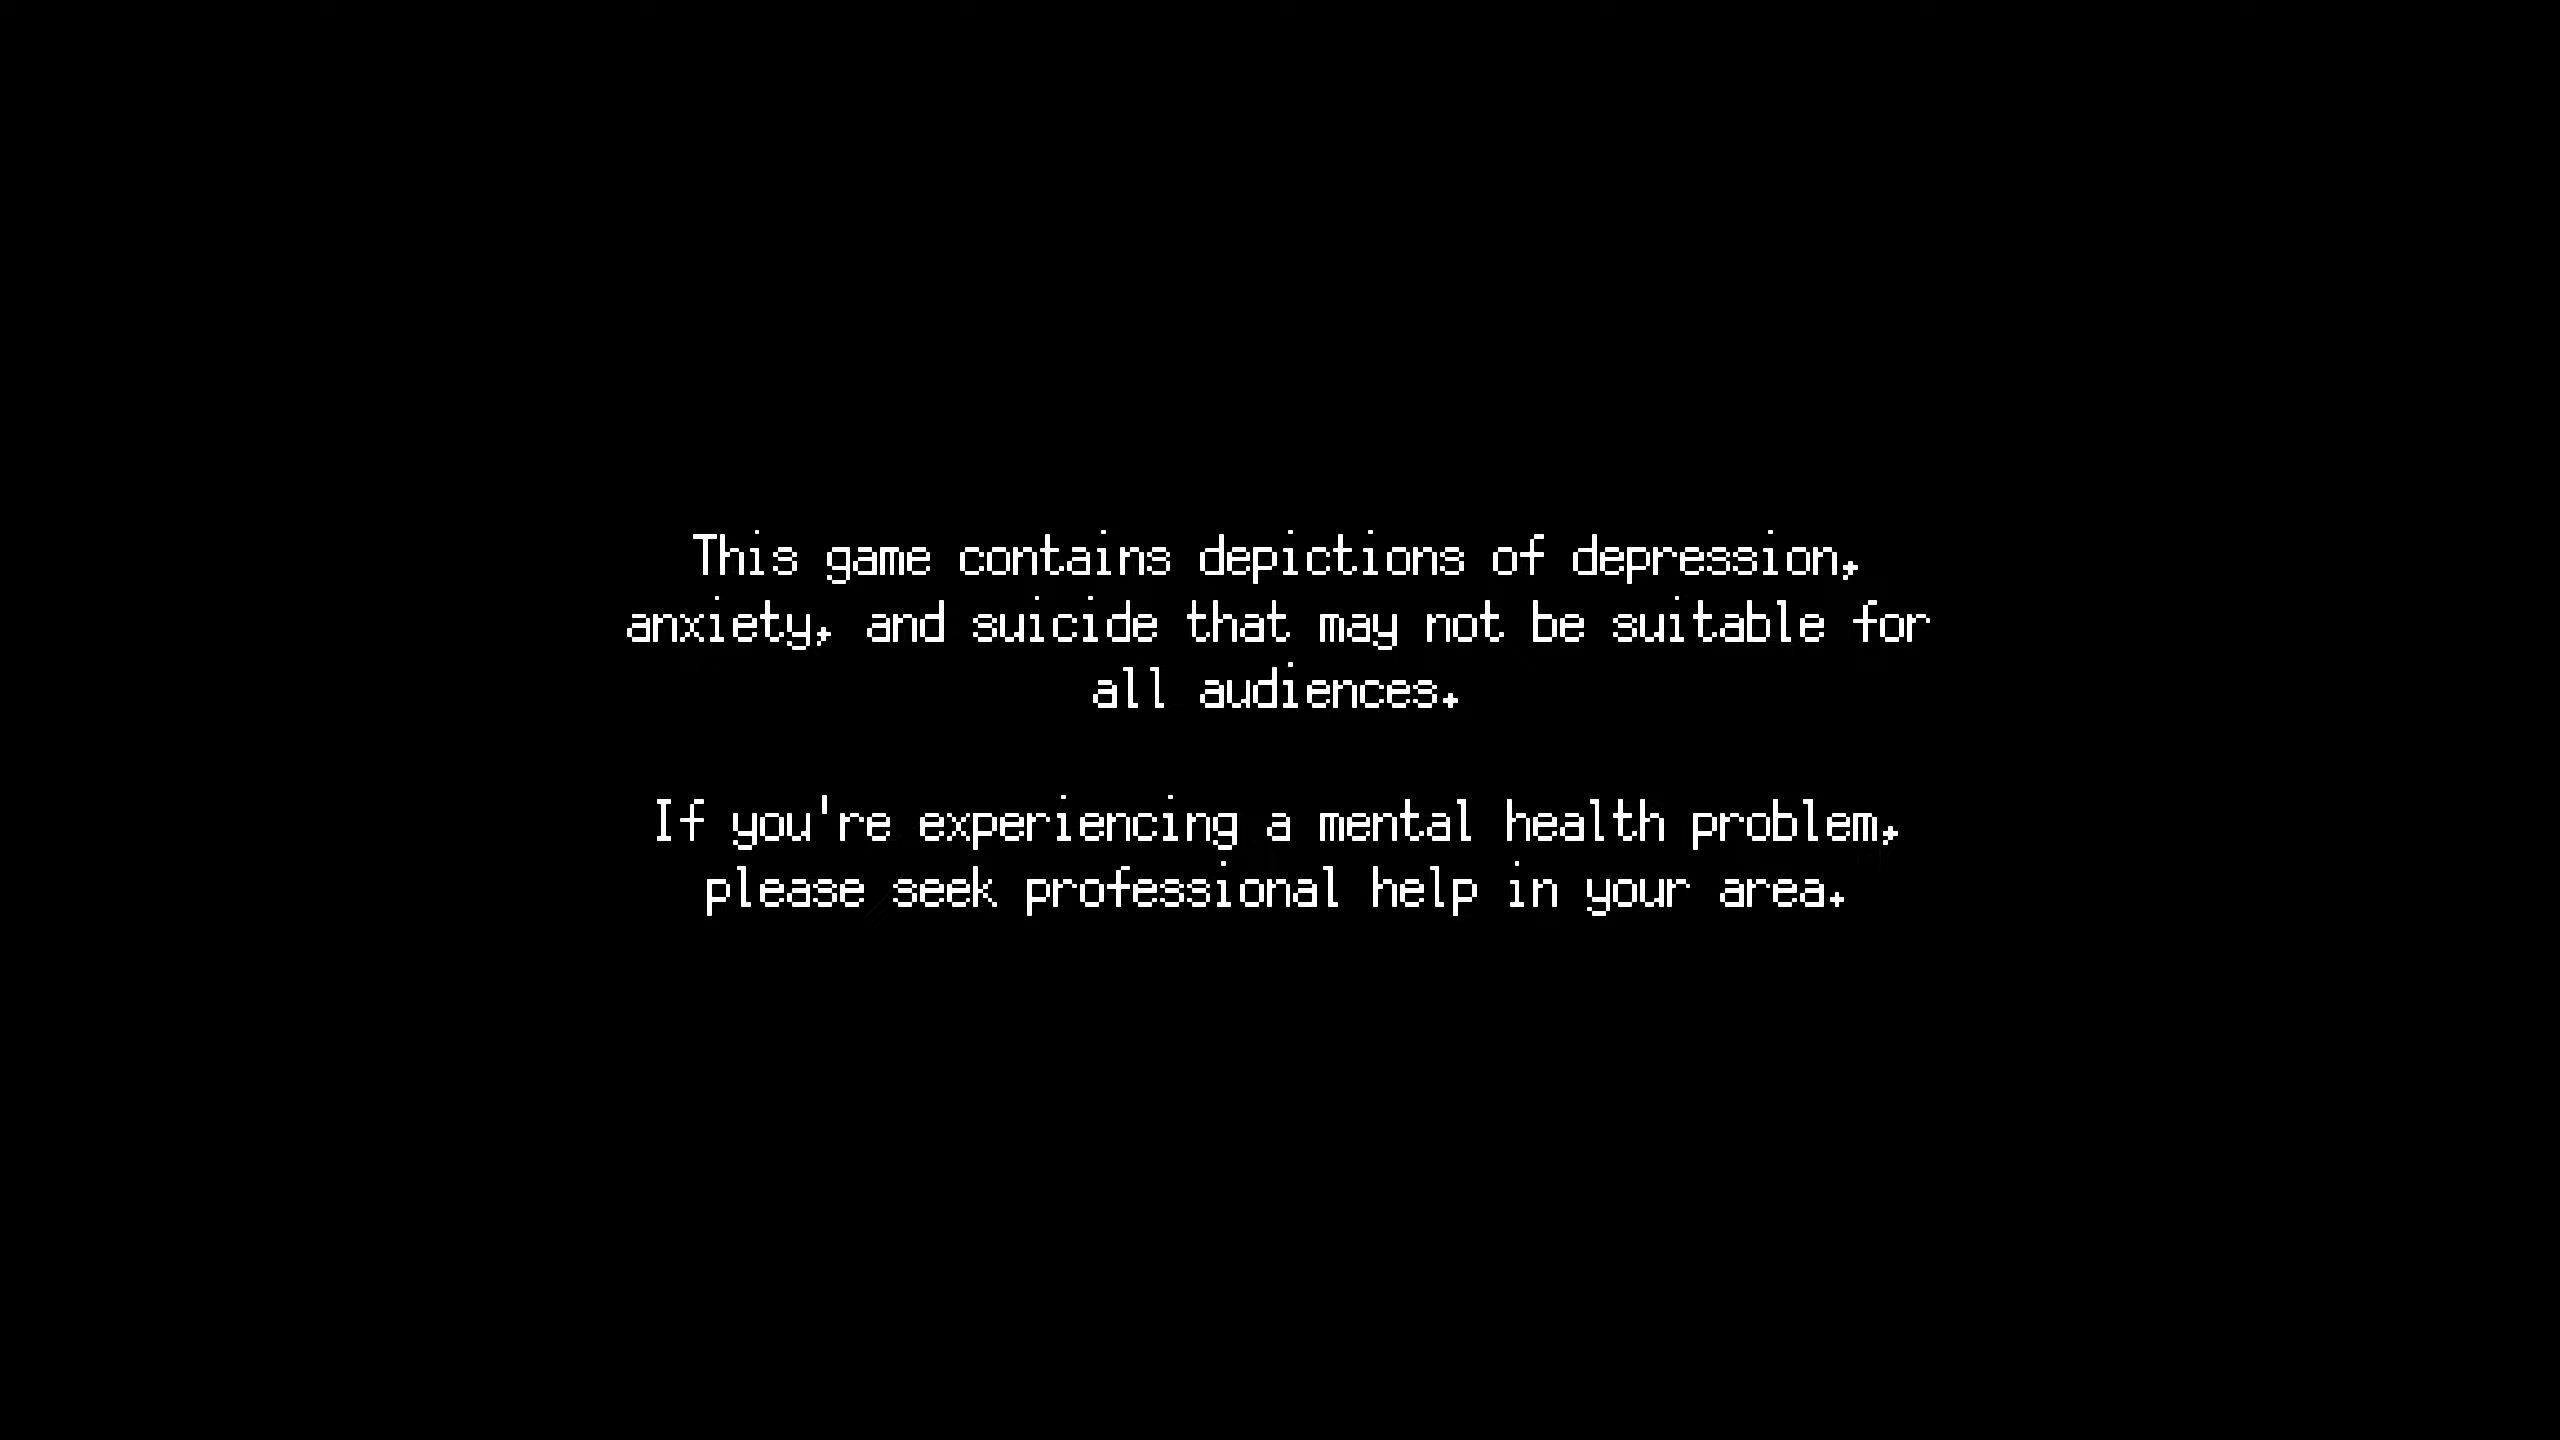 This game contains depictions of depression,
anxiety, and suicide that may not be suitable for
all audiences.
If you're experiencing a mental health problem,
please seek professional help in your area.